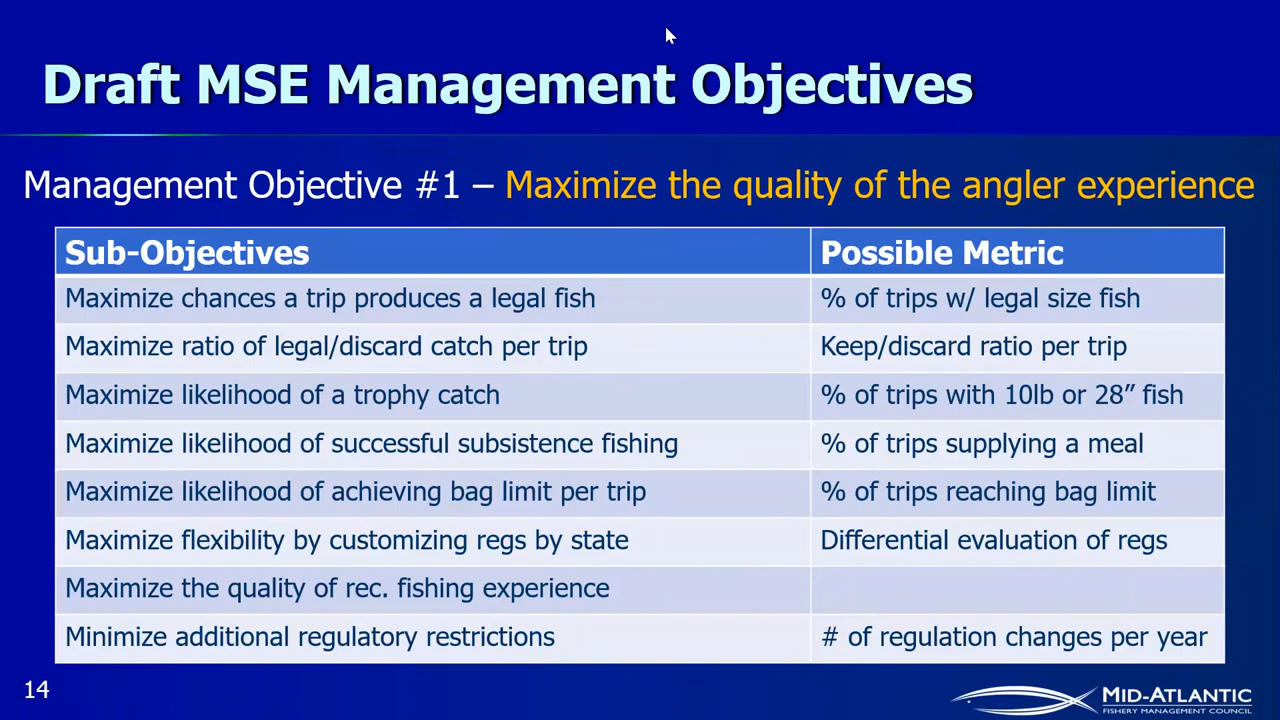 Draft MSE Management Objectives
Management Objective #1 – Maximize the quality of the angler experience
Sub-Objectives Possible Metric
Maximize chances a trip produces a legal fish % of trips w/ legal size fish
Maximize ratio of legal/discard catch per trip Keep/discard ratio per trip
Maximize likelihood of a trophy catch % of trips with 10lb or 28” fish
Maximize likelihood of successful subsistence fishing % of trips supplying a meal
Maximize likelihood of achieving bag limit per trip % of trips reaching bag limit
Maximize flexibility by customizing regs by state Differential evaluation of regs
Maximize the quality of rec. fishing experience
Minimize additional regulatory restrictions # of regulation changes per year
14
MID-ATLANTIC
FISHERY MANAGEMENT COUNCIL